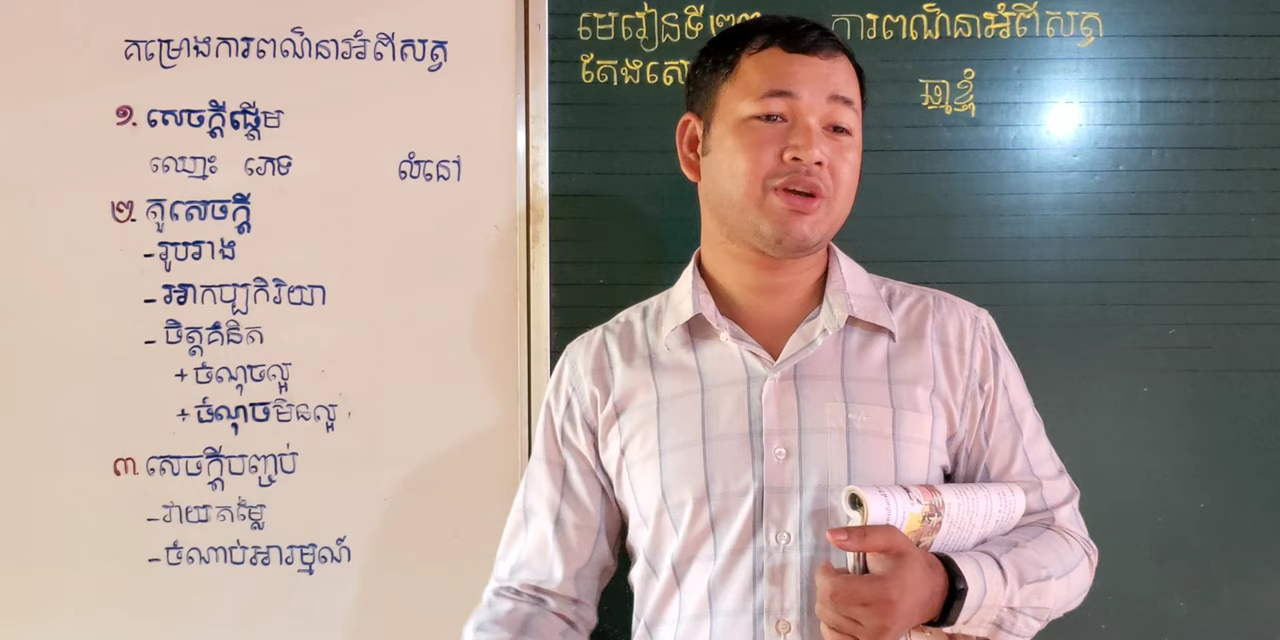 គម្រោងការពណ៌នាអំពីសត្វ
១. សេចក្ដីផ្ដើម
ឈ្មោះ ភេទ លំនៅ
២. តួសេចក្ដី
- រូបរាង
- អាកប្បកិរិយា
- ចិត្តគំនិត
+ ចំណុចល្អ
+ ចំណុចមិនល្អ
៣. សេចក្ដីបញ្ចប់
- វាយតម្លៃ
- ចំណាប់អារម្មណ៍
មេរៀនទី២៣ ការពណ៌នាអំពីសត្វ
តែងសេ
ឆ្មាខ្ញុំ